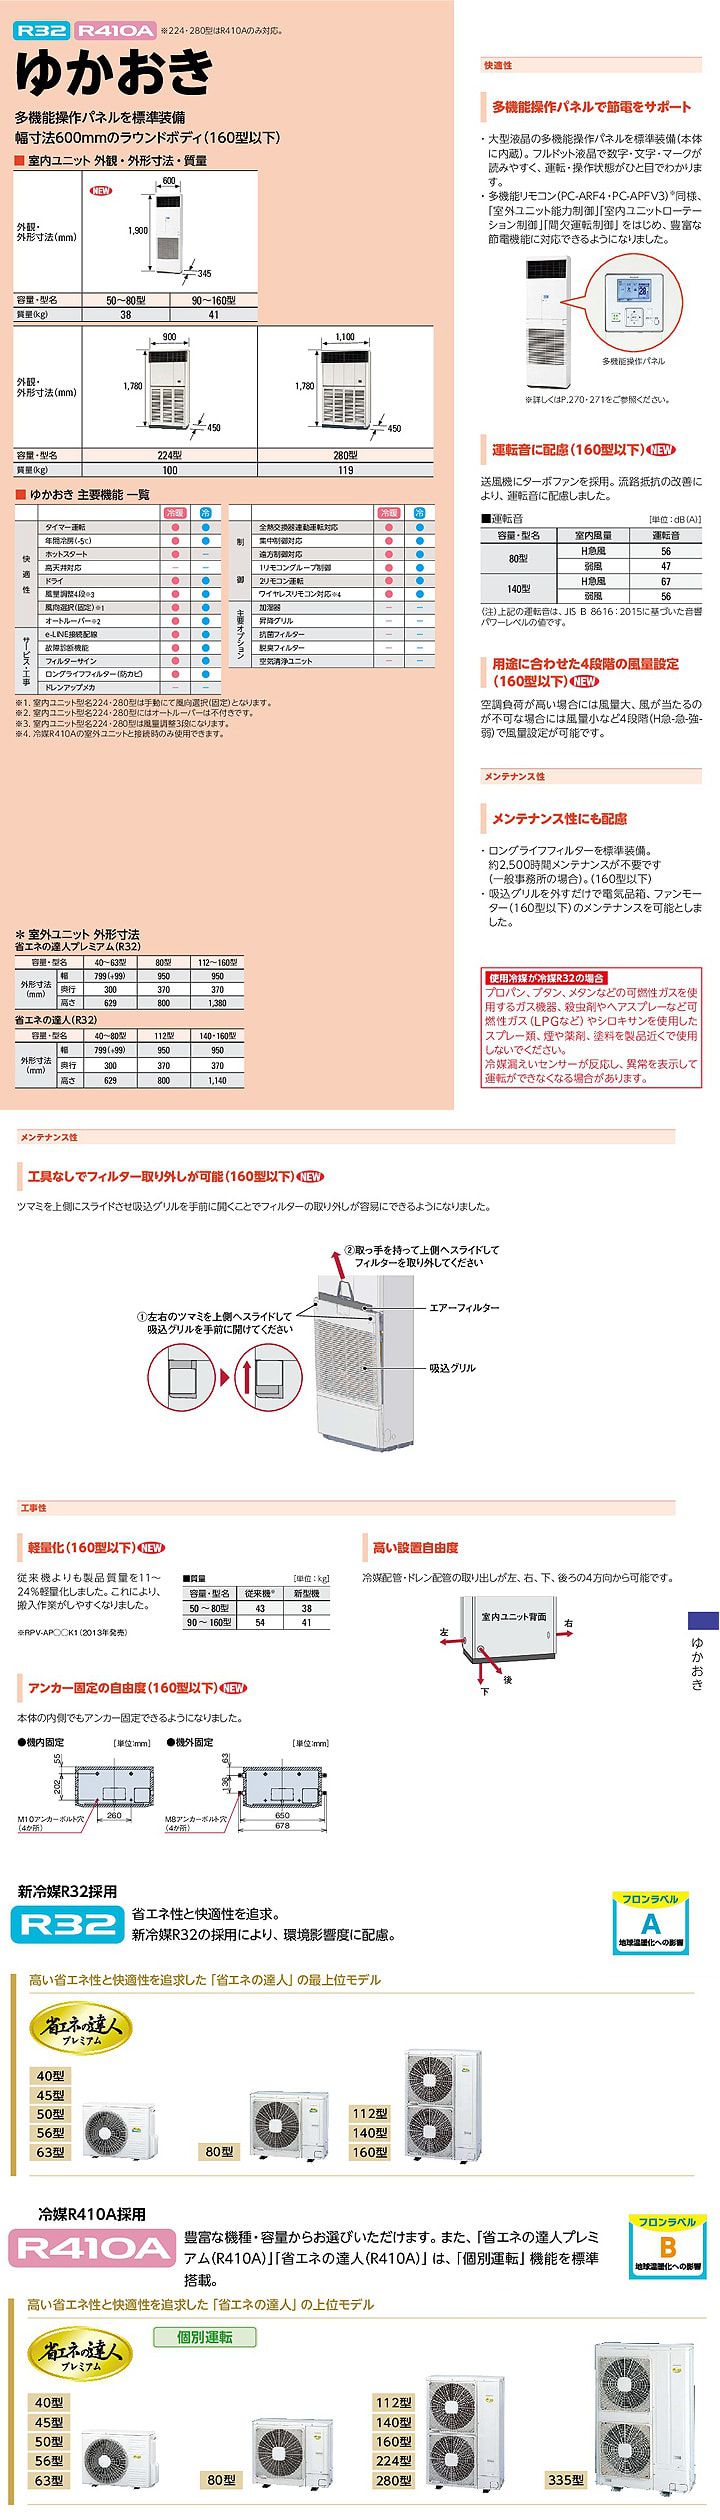 R32 R410A ※224・280型はR410Aのみ対応。
ゆかおき
多機能操作パネルを標準装備
幅寸法600mmのラウンドボディ(160型以下)
■ 室内ユニット 外観・外形寸法・質量
外観・
外形寸法(mm)
NEW
600
1,900
345
容量・型名 50〜80型 90〜160型
質量(kg) 38 41
外観・
外形寸法(mm)
900
1,780
450
1,100
1,780
450
容量・型名 224型 280型
質量(kg) 100 119
■ ゆかおき 主要機能 一覧
冷暖 冷
快適性
タイマー運転 ● ●
年間冷房(-5℃) ● ●
ホットスタート ● −
高天井対応 − −
ドライ ● ●
風量調整4段※3 ● ●
風向選択(固定)※1 ● ●
オートルーバー※2 ● ●
サービス・工事
e-LINE接続配線 ● ●
故障診断機能 ● ●
フィルターサイン ● ●
ロングライフフィルター(防カビ) ● ●
ドレンアップメカ − −
冷暖 冷
制御
全熱交換器連動運転対応 ● ●
集中制御対応 ● ●
遠方制御対応 ● ●
1リモコングループ制御 ● ●
2リモコン運転 ● ●
ワイヤレスリモコン対応※4 ● ●
主要オプション
加湿器 − −
昇降グリル − −
抗菌フィルター − −
脱臭フィルター − −
空気清浄ユニット − −
※1. 室内ユニット型名224・280型は手動にて風向選択(固定)となります。
※2. 室内ユニット型名224・280型にはオートルーバーは不付きです。
※3. 室内ユニット型名224・280型は風量調整3段になります。
※4. 冷媒R410Aの室外ユニットと接続時のみ使用できます。
＊ 室外ユニット 外形寸法
省エネの達人プレミアム(R32)
容量・型名 40〜63型 80型 112〜160型
外形寸法
(mm)
幅 799(+99) 950 950
奥行 300 370 370
高さ 629 800 1,380
省エネの達人(R32)
容量・型名 40〜80型 112型 140・160型
外形寸法
(mm)
幅 799(+99) 950 950
奥行 300 370 370
高さ 629 800 1,140
快適性
多機能操作パネルで節電をサポート
・大型液晶の多機能操作パネルを標準装備(本体
に内蔵)。フルドット液晶で数字・文字・マークが
読みやすく、運転・操作状態がひと目でわかりま
す。
・多機能リモコン(PC-ARF4・PC-APFV3)※同様、
「室外ユニット能力制御」「室内ユニットローテー
ション制御」「間欠運転制御」をはじめ、豊富な
節電機能に対応できるようになりました。
多機能操作パネル
※詳しくはP.270・271をご参照ください。
運転音に配慮(160型以下) NEW
送風機にターボファンを採用。流路抵抗の改善に
より、運転音に配慮しました。
■運転音 [単位:dB(A)]
容量・型名 室内風量 運転音
80型 H急風 56
弱風 47
140型 H急風 67
弱風 56
(注)上記の運転音は、JIS B 8616:2015に基づいた音響
パワーレベルの値です。
用途に合わせた4段階の風量設定
(160型以下) NEW
空調負荷が高い場合には風量大、風が当たるの
が不可な場合には風量小など4段階(H急-急-強-
弱)で風量設定が可能です。
メンテナンス性
メンテナンス性にも配慮
・ロングライフフィルターを標準装備。
約2,500時間メンテナンスが不要です
(一般事務所の場合)。(160型以下)
・吸込グリルを外すだけで電気品箱、ファンモー
ター(160型以下)のメンテナンスを可能としま
した。
使用冷媒が冷媒R32の場合
プロパン、ブタン、メタンなどの可燃性ガスを使
用するガス機器、殺虫剤やヘアスプレーなど可
燃性ガス(LPGなど)やシロキサンを使用した
スプレー類、煙や薬剤、塗料を製品近くで使用
しないでください。
冷媒漏えいセンサーが反応し、異常を表示して
運転ができなくなる場合があります。
メンテナンス性
工具なしでフィルター取り外しが可能(160型以下) NEW
ツマミを上側にスライドさせ吸込グリルを手前に開くことでフィルターの取り外しが容易にできるようになりました。
②取っ手を持って上側へスライドして
フィルターを取り外してください
①左右のツマミを上側へスライドして
吸込グリルを手前に開けてください
エアーフィルター
吸込グリル
工事性
軽量化(160型以下) NEW
従来機よりも製品質量を11〜
24%軽量化しました。これにより、
搬入作業がしやすくなりました。
※RPV-AP○○K1(2013年発売)
■質量 [単位:kg]
容量・型名 従来機※ 新型機
50〜80型 43 38
90〜160型 54 41
高い設置自由度
冷媒配管・ドレン配管の取り出しが左、右、下、後ろの4方向から可能です。
室内ユニット背面
左
右
後
下
ゆかおき
アンカー固定の自由度(160型以下) NEW
本体の内側でもアンカー固定できるようになりました。
●機内固定 [単位:mm]
55
202
260
M10アンカーボルト穴
(4か所)
●機外固定 [単位:mm]
63
136
650
678
M8アンカーボルト穴
(4か所)
新冷媒R32採用
R32
省エネ性と快適性を追求。
新冷媒R32の採用により、環境影響度に配慮。
フロンラベル
A
地球温暖化への影響
高い省エネ性と快適性を追求した「省エネの達人」の最上位モデル
省エネの達人
プレミアム
40型
45型
50型
56型
63型
80型
112型
140型
160型
冷媒R410A採用
R410A
豊富な機種・容量からお選びいただけます。また、「省エネの達人プレミ
アム(R410A)」「省エネの達人(R410A)」は、「個別運転」機能を標準
搭載。
フロンラベル
B
地球温暖化への影響
高い省エネ性と快適性を追求した「省エネの達人」の上位モデル
省エネの達人
プレミアム
個別運転
40型
45型
50型
56型
63型
80型
112型
140型
160型
224型
280型
335型